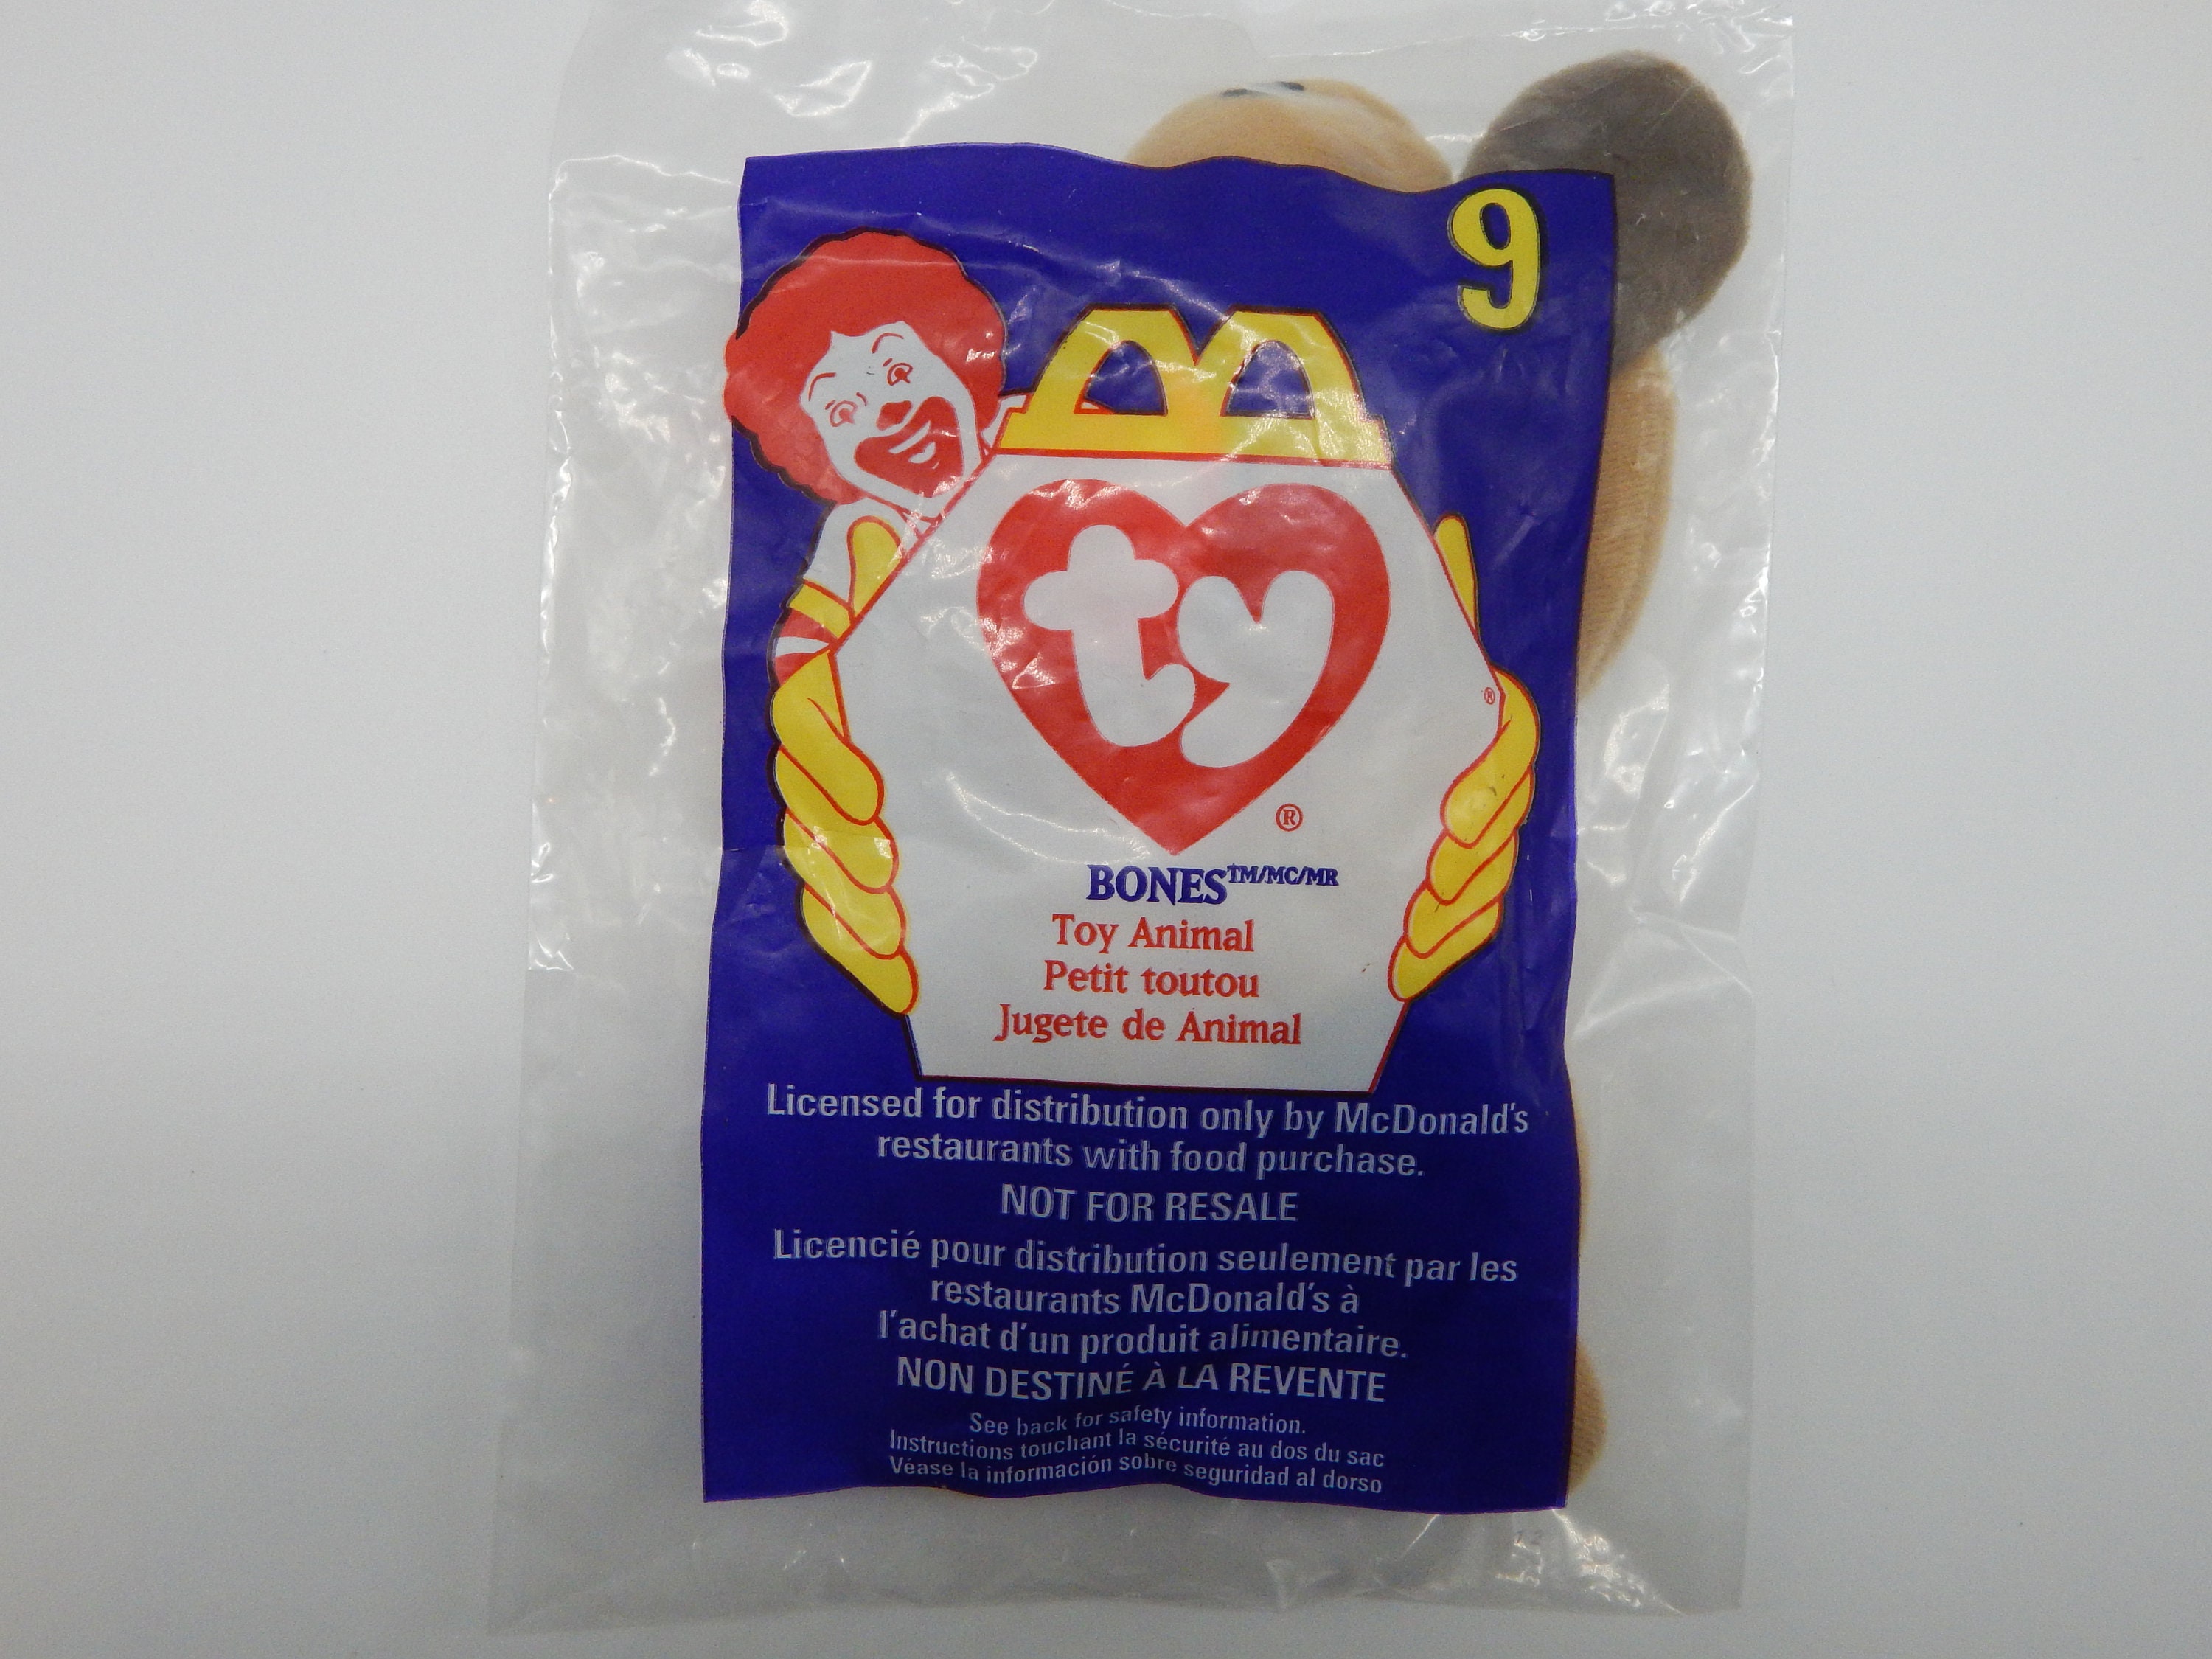 9
ty
®
®
BONES™/MC/MR
Toy Animal
Petit toutou
Jugete de Animal
Licensed for distribution only by McDonald's
restaurants with food purchase.
NOT FOR RESALE
Licencié pour distribution seulement par les
restaurants McDonald's à
l'achat d'un produit alimentaire.
NON DESTINÉ À LA REVENTE
See back for safety information.
Instructions touchant la sécurité au dos du sac
Véase la información sobre seguridad al dorso
12